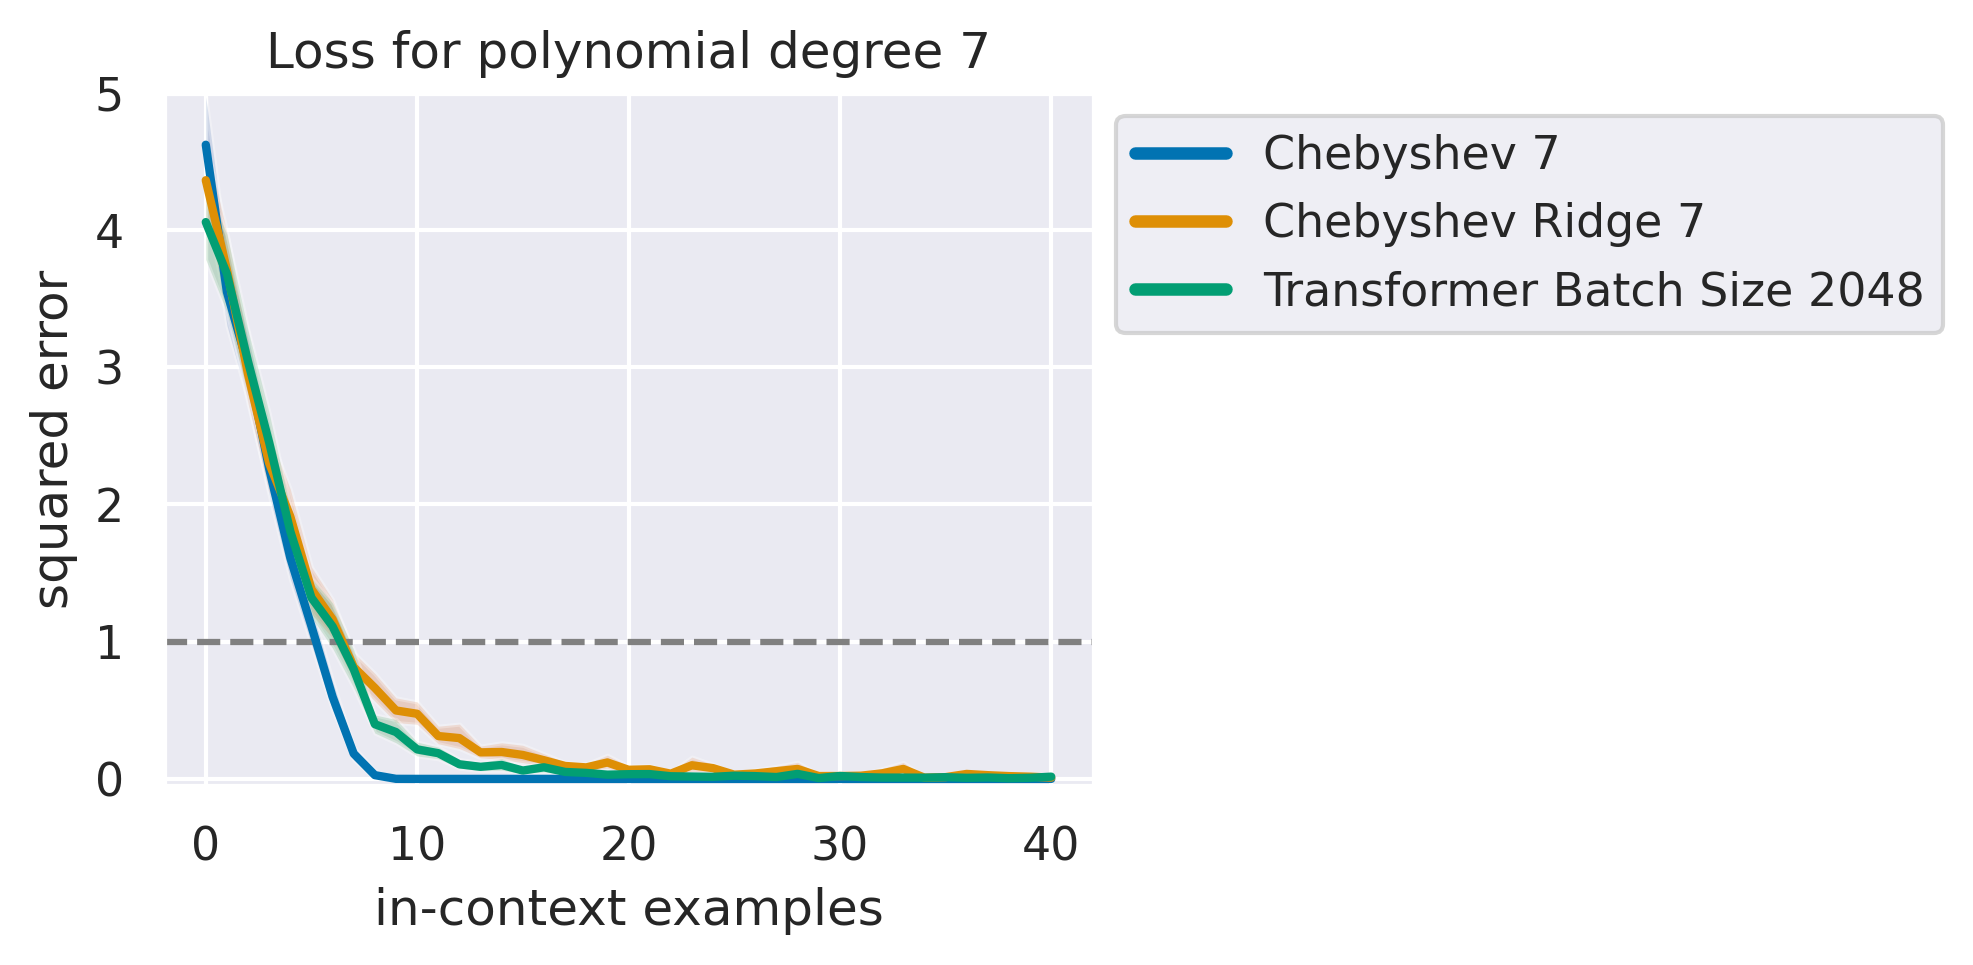 Loss for polynomial degree 7
squared error
5
4
3
2
1
0
0 10 20 30 40
in-context examples
Chebyshev 7
Chebyshev Ridge 7
Transformer Batch Size 2048